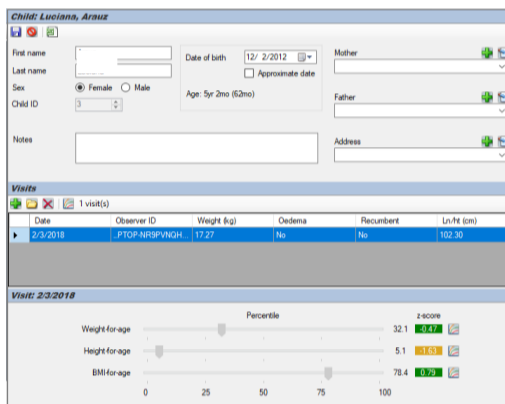 Child: Luciana, Arauz
First name
Last name
Sex Female Male
Child ID 3
Date of birth 12/ 2/2012
Approximate date
Age: 5yr 2mo (62mo)
Mother
Father
Address
Notes
Visits
1 visit(s)
Date Observer ID Weight (kg) Oedema Recumbent Ln/ht (cm)
2/3/2018 ..PTOP-NR9PVNQH... 17.27 No No 102.30
Visit: 2/3/2018
Percentile z-score
Weight-for-age 32.1 -0.47
Height-for-age 5.1 -1.63
BMI-for-age 78.4 0.79
0 25 50 75 100